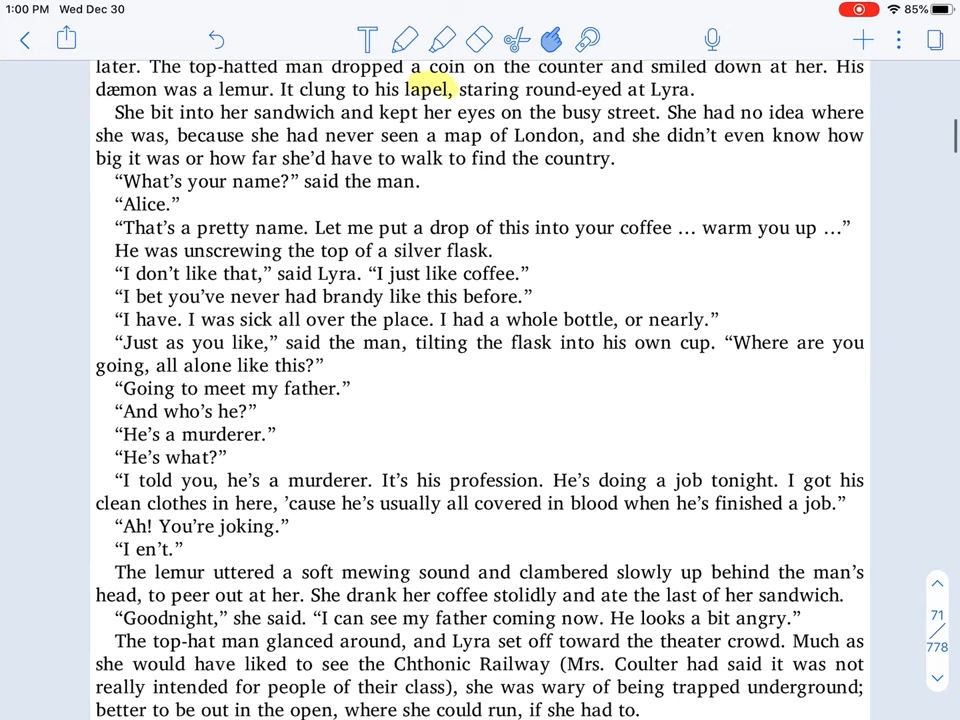 1:00 PM Wed Dec 30
85%
later. The top-hatted man dropped a coin on the counter and smiled down at her. His
dæmon was a lemur. It clung to his lapel, staring round-eyed at Lyra.
She bit into her sandwich and kept her eyes on the busy street. She had no idea where
she was, because she had never seen a map of London, and she didn’t even know how
big it was or how far she’d have to walk to find the country.
“What’s your name?” said the man.
“Alice.”
“That’s a pretty name. Let me put a drop of this into your coffee … warm you up …”
He was unscrewing the top of a silver flask.
“I don’t like that,” said Lyra. “I just like coffee.”
“I bet you’ve never had brandy like this before.”
“I have. I was sick all over the place. I had a whole bottle, or nearly.”
“Just as you like,” said the man, tilting the flask into his own cup. “Where are you
going, all alone like this?”
“Going to meet my father.”
“And who’s he?”
“He’s a murderer.”
“He’s what?”
“I told you, he’s a murderer. It’s his profession. He’s doing a job tonight. I got his
clean clothes in here, ’cause he’s usually all covered in blood when he’s finished a job.”
“Ah! You’re joking.”
“I en’t.”
The lemur uttered a soft mewing sound and clambered slowly up behind the man’s
head, to peer out at her. She drank her coffee stolidly and ate the last of her sandwich.
“Goodnight,” she said. “I can see my father coming now. He looks a bit angry.”
The top-hat man glanced around, and Lyra set off toward the theater crowd. Much as
she would have liked to see the Chthonic Railway (Mrs. Coulter had said it was not
really intended for people of their class), she was wary of being trapped underground;
better to be out in the open, where she could run, if she had to.
71
778